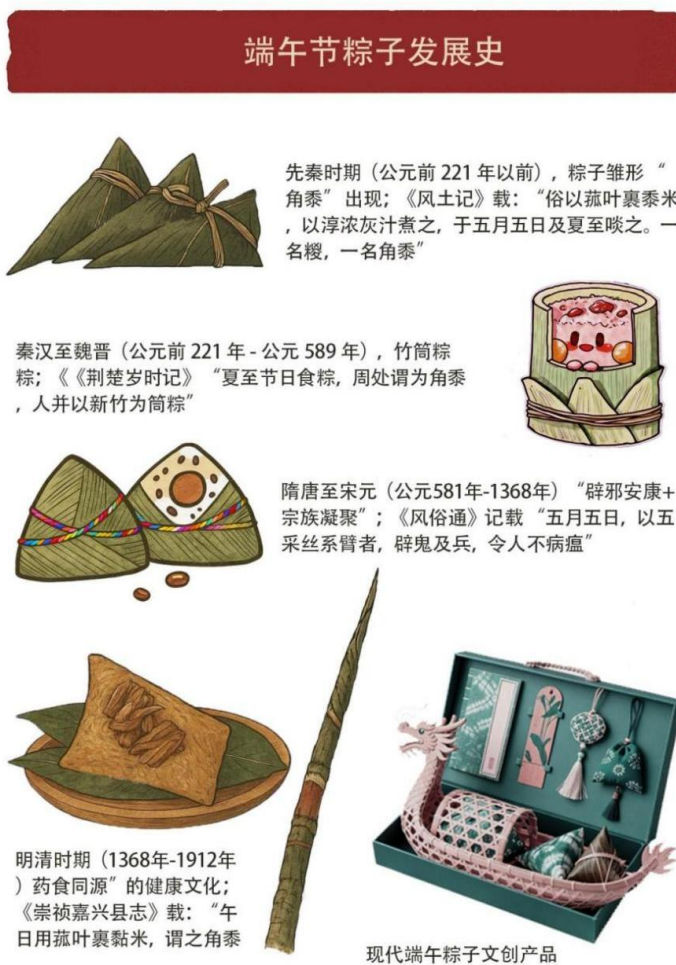 端午节粽子发展史
先秦时期（公元前 221 年以前），粽子雏形“
角黍”出现；《风土记》载：“俗以菰叶裹黍米
，以淳浓灰汁煮之，于五月五日及夏至啖之。一
名糉，一名角黍”
秦汉至魏晋（公元前 221 年 - 公元 589 年），竹筒粽
粽；《《荆楚岁时记》“夏至节日食粽，周处谓为角黍
，人并以新竹为筒粽”
隋唐至宋元（公元581年-1368年）“辟邪安康+
宗族凝聚”；《风俗通》记载“五月五日，以五
采丝系臂者，辟鬼及兵，令人不病瘟”
明清时期（1368年-1912年
）药食同源”的健康文化；
《崇祯嘉兴县志》载：“午
日用菰叶裹黏米，谓之角黍
现代端午粽子文创产品